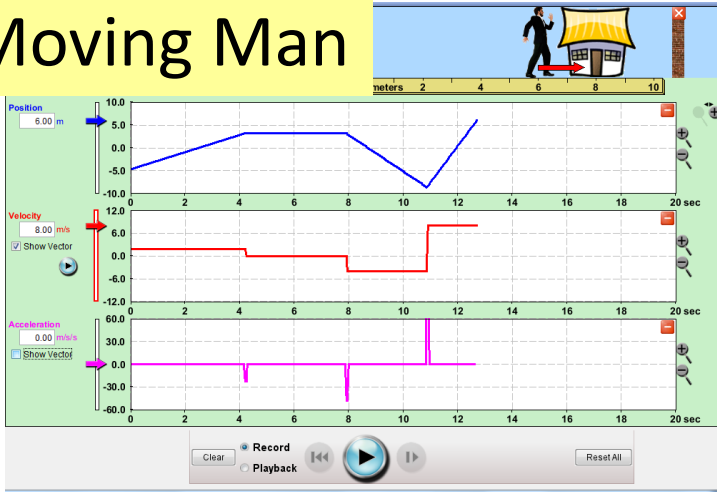 Moving Man
meters 2 4 6 8 10
Position
6.00 m
10.0
5.0
0.0
-5.0
-10.0
0 2 4 6 8 10 12 14 16 18 20 sec
Velocity
8.00 m/s
Show Vector
12.0
6.0
0.0
-6.0
-12.0
0 2 4 6 8 10 12 14 16 18 20 sec
Acceleration
0.00 m/s/s
Show Vector
60.0
30.0
0.0
-30.0
-60.0
0 2 4 6 8 10 12 14 16 18 20 sec
Clear
Record
Playback
Reset All